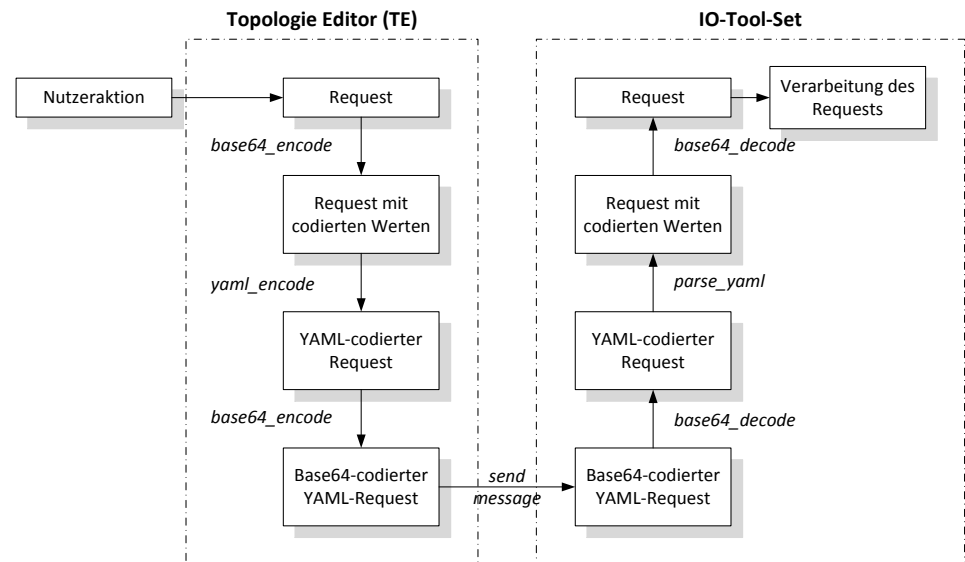 Topologie Editor (TE)
IO-Tool-Set
Nutzeraktion
Request
base64_encode
Request mit
codierten Werten
yaml_encode
YAML-codierter
Request
base64_encode
Base64-codierter
YAML-Request
send
message
Base64-codierter
YAML-Request
base64_decode
YAML-codierter
Request
parse_yaml
Request mit
codierten Werten
base64_decode
Request
Verarbeitung des
Requests